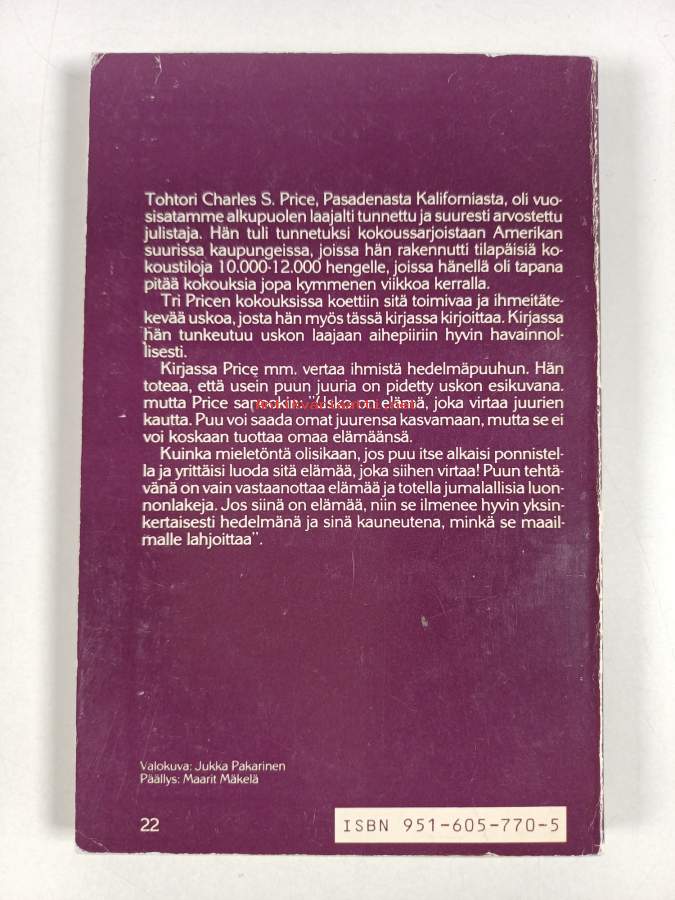 Tohtori Charles S. Price, Pasadenasta Kaliforniasta, oli vuo-
sisatamme alkupuolen laajalti tunnettu ja suuresti arvostettu
julistaja. Hän tuli tunnetuksi kokoussarjoistaan Amerikan
suurissa kaupungeissa, joissa hän rakennutti tilapäisiä ko-
koustiloja 10.000-12.000 hengelle, joissa hänellä oli tapana
pitää kokouksia jopa kymmenen viikkoa kerralla.
Tri Pricen kokouksissa koettiin sitä toimivaa ja ihmeitäte-
kevää uskoa, josta hän myös tässä kirjassa kirjoittaa. Kirjassa
hän tunkeutuu uskon laajaan aihepiiriin hyvin havainnol-
lisesti.
Kirjassa Price mm. vertaa ihmistä hedelmäpuuhun. Hän
toteaa, että usein puun juuria on pidetty uskon esikuvana.
mutta Price sanookin: "Uskon on elämä, joka virtaa juurien
kautta. Puu voi saada omat juurensa kasvamaan, mutta se ei
voi koskaan tuottaa omaa elämäänsä.
Kuinka mieletöntä olisikaan, jos puu itse alkaisi ponnistel-
la ja yrittäisi luoda sitä elämää, joka siihen virtaa! Puun tehtä-
vänä on vain vastaanottaa elämää ja totella jumalallisia luon-
nonlakeja. Jos siinä on elämää, niin se ilmenee hyvin yksin-
kertaisesti hedelmänä ja sinä kauneutena, minkä se maail-
malle lahjoittaa".
Valokuva: Jukka Pakarinen
Päällys: Maarit Mäkelä
22
ISBN 951-605-770-5